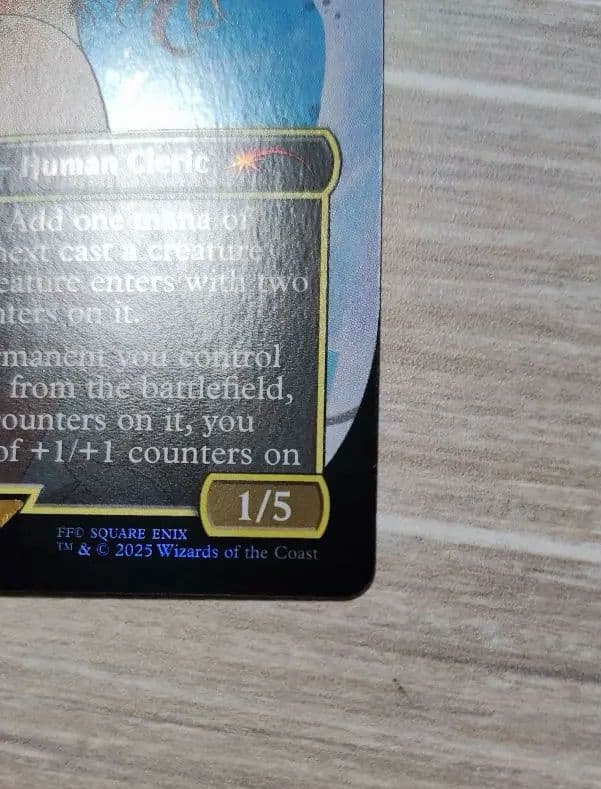 — Human Cleric
Add one mana of
next cast a creature
eature enters with two
nters on it.
rmanent you control
from the battlefield,
ounters on it, you
of +1/+1 counters on
1/5
FF© SQUARE ENIX
TM & © 2025 Wizards of the Coast